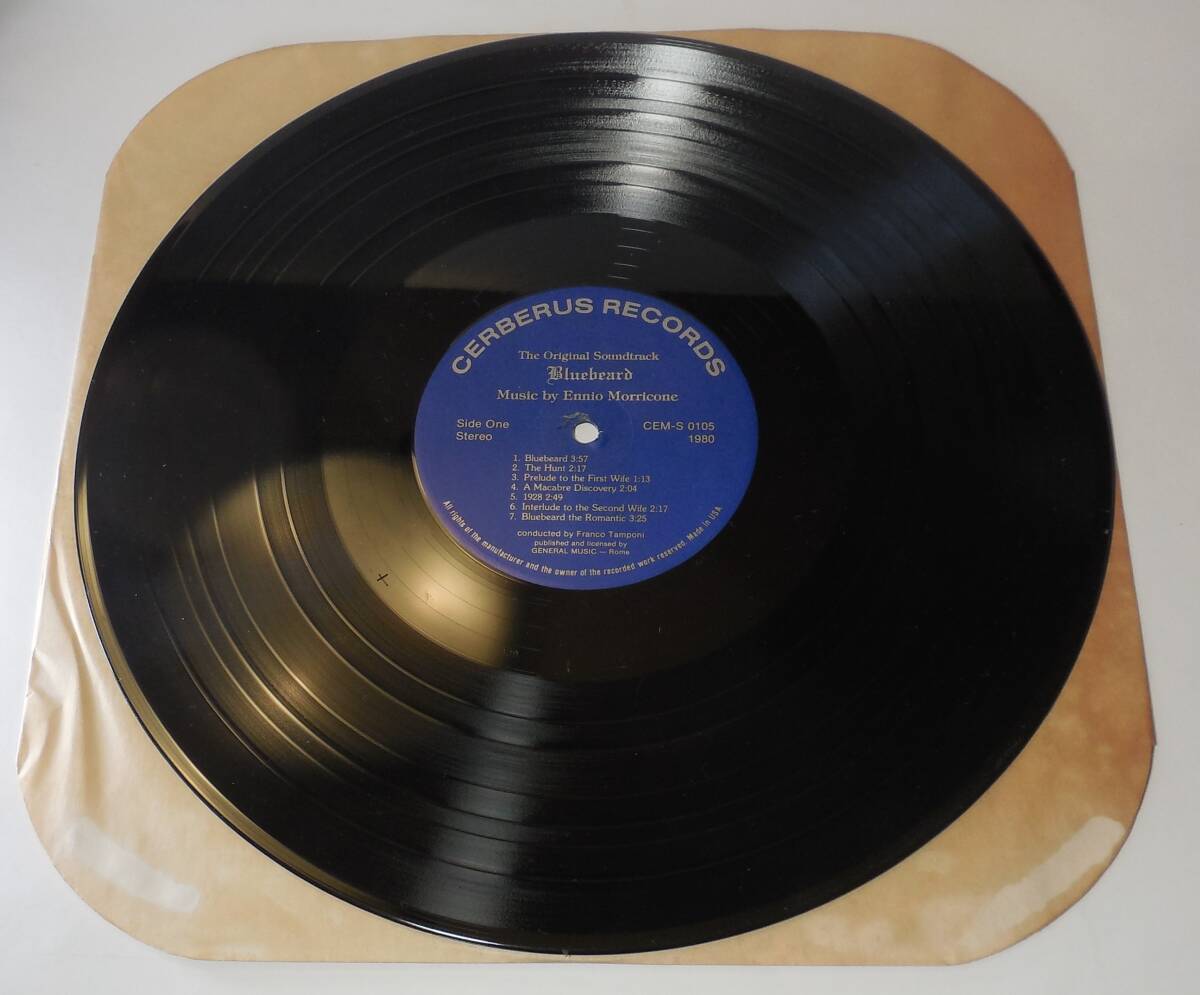 CERBERUS RECORDS
The Original Soundtrack
Bluebeard
Music by Ennio Morricone
Side One
Stereo
CEM-S 0105
1980
1. Bluebeard 3:57
2. The Hunt 2:17
3. Prelude to the First Wife 1:13
4. A Macabre Discovery 2:04
5. 1928 2:49
6. Interlude to the Second Wife 2:17
7. Bluebeard the Romantic 3:25
conducted by Franco Tamponi
published and licensed by
GENERAL MUSIC — Rome
All rights of the manufacturer and the owner of the recorded work reserved. Made in USA